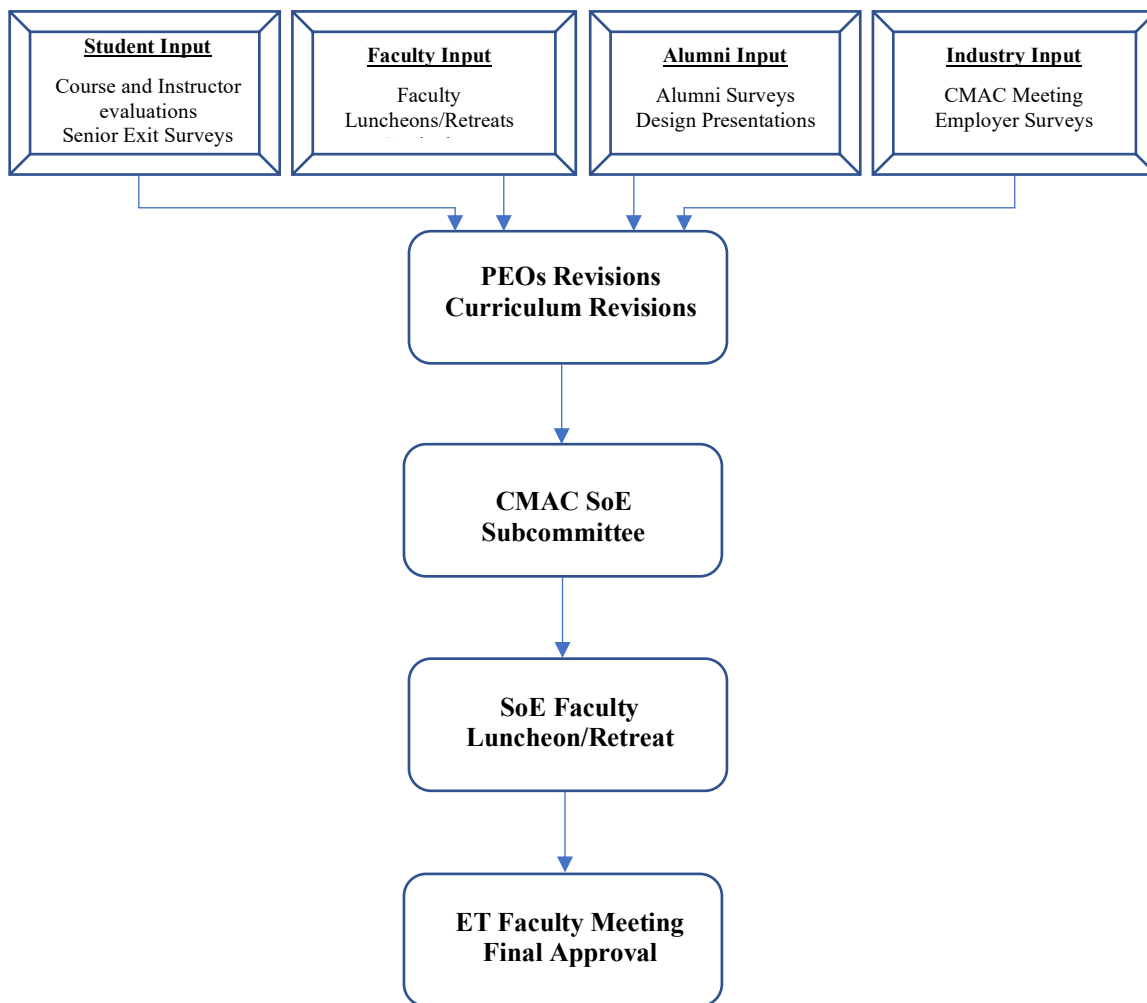 Student Input
Course and Instructor
evaluations
Senior Exit Surveys
Faculty Input
Faculty
Luncheons/Retreats
Alumni Input
Alumni Surveys
Design Presentations
Industry Input
CMAC Meeting
Employer Surveys
PEOs Revisions
Curriculum Revisions
CMAC SoE
Subcommittee
SoE Faculty
Luncheon/Retreat
ET Faculty Meeting
Final Approval